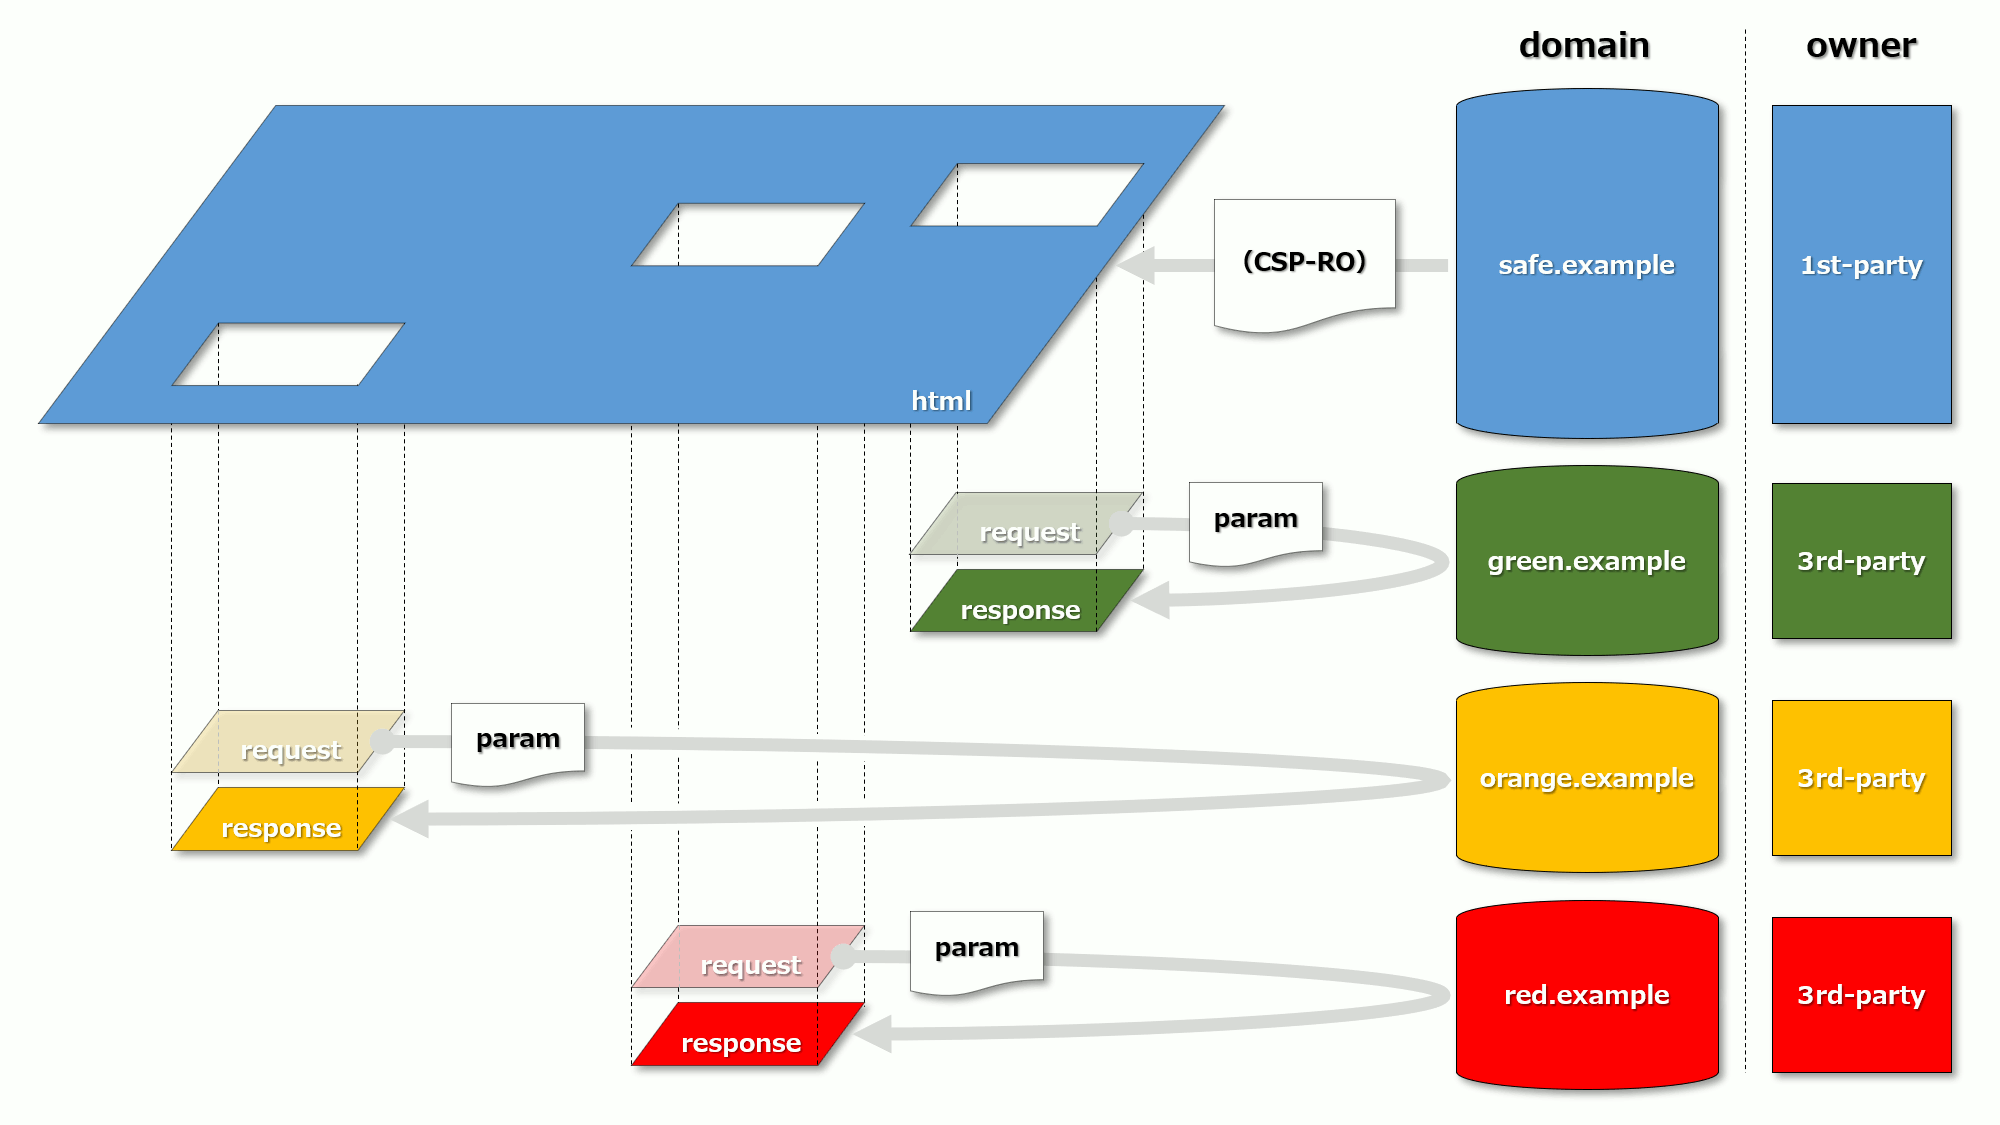 domain
owner
(CSP-RO)
safe.example
1st-party
html
request
param
response
green.example
3rd-party
request
param
response
orange.example
3rd-party
request
param
response
red.example
3rd-party